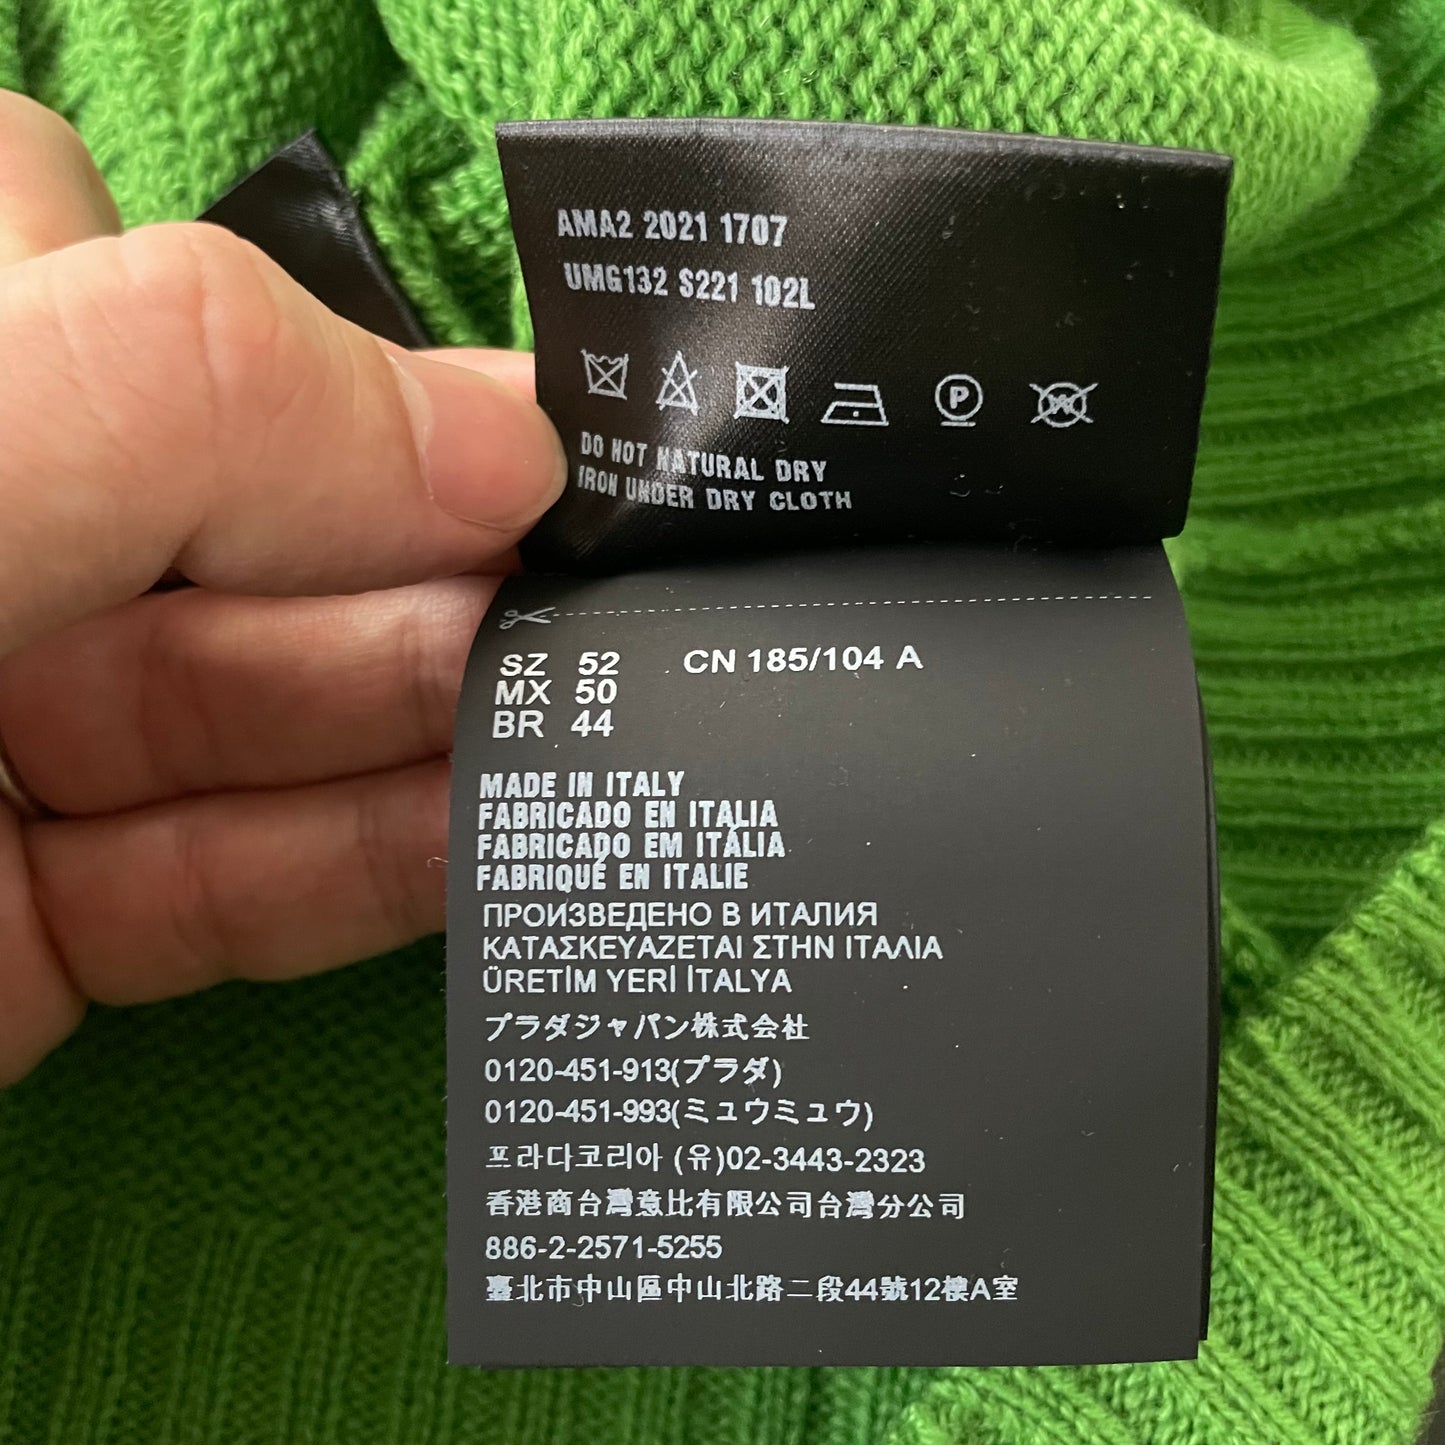 AMA2 2021 1707
UMG132 S221 102L
P W
DO NOT NATURAL DRY
IRON UNDER DRY CLOTH
SZ 52 CN 185/104 A
MX 50
BR 44
MADE IN ITALY
FABRICADO EN ITALIA
FABRICADO EM ITÁLIA
FABRIQUÉ EN ITALIE
ПРОИЗВЕДЕНО В ИТАЛИЯ
ΚΑΤΑΣΚΕΥΑΖΕΤΑΙ ΣΤΗΝ ΙΤΑΛΙΑ
ÜRETİM YERİ İTALYA
プラダジャパン株式会社
0120-451-913(プラダ)
0120-451-993(ミュウミュウ)
프라다코리아 (유)02-3443-2323
香港商台灣意比有限公司台灣分公司
886-2-2571-5255
臺北市中山區中山北路二段44號12樓A室